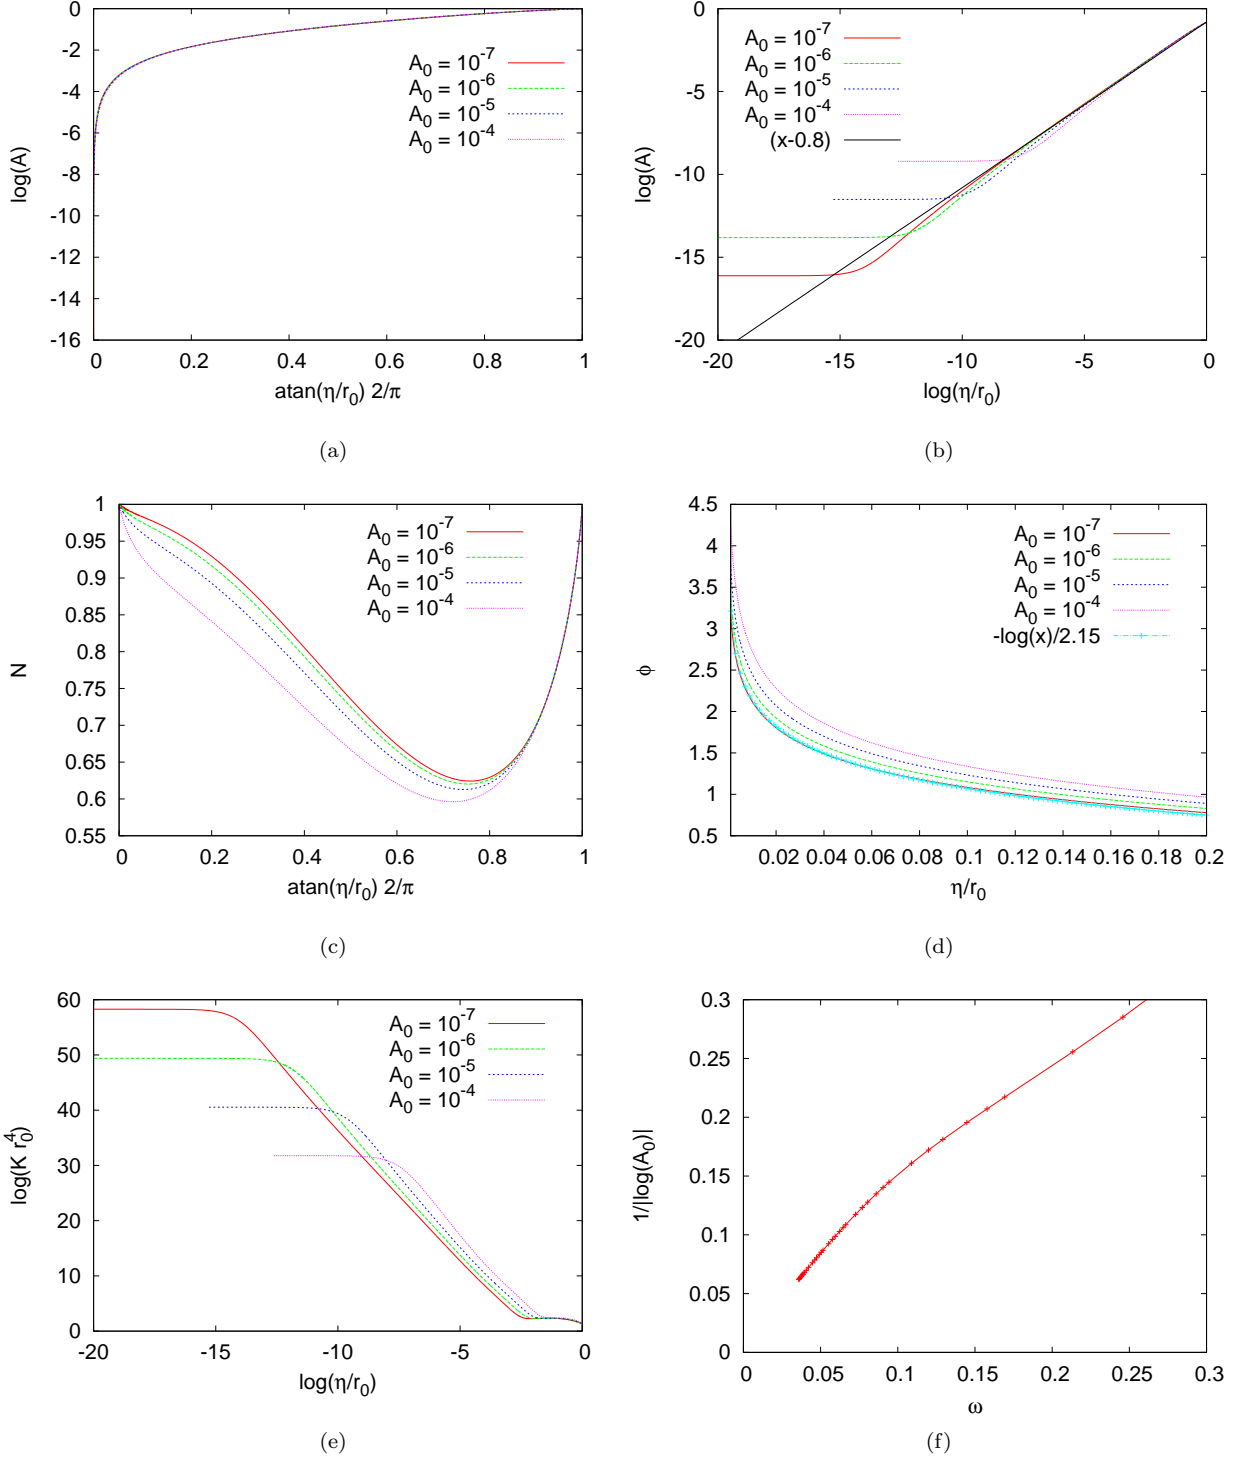 0
-2
-4
-6
-8
-10
-12
-14
-16
0
0.2
0.4
0.6
0.8
1
log(A)
atan(η/r₀) 2/π
A₀ = 10⁻⁷
A₀ = 10⁻⁶
A₀ = 10⁻⁵
A₀ = 10⁻⁴
(a)
0
-5
-10
-15
-20
-20
-15
-10
-5
0
log(A)
log(η/r₀)
A₀ = 10⁻⁷
A₀ = 10⁻⁶
A₀ = 10⁻⁵
A₀ = 10⁻⁴
(x-0.8)
(b)
1
0.95
0.9
0.85
0.8
0.75
0.7
0.65
0.6
0.55
0
0.2
0.4
0.6
0.8
1
N
atan(η/r₀) 2/π
A₀ = 10⁻⁷
A₀ = 10⁻⁶
A₀ = 10⁻⁵
A₀ = 10⁻⁴
(c)
4.5
4
3.5
3
2.5
2
1.5
1
0.5
0.02
0.04
0.06
0.08
0.1
0.12
0.14
0.16
0.18
0.2
ϕ
η/r₀
A₀ = 10⁻⁷
A₀ = 10⁻⁶
A₀ = 10⁻⁵
A₀ = 10⁻⁴
-log(x)/2.15
(d)
60
50
40
30
20
10
0
-20
-15
-10
-5
0
log(K r₀⁴)
log(η/r₀)
A₀ = 10⁻⁷
A₀ = 10⁻⁶
A₀ = 10⁻⁵
A₀ = 10⁻⁴
(e)
0.3
0.25
0.2
0.15
0.1
0.05
0
0
0.05
0.1
0.15
0.2
0.25
0.3
1/|log(A₀)|
ω
(f)